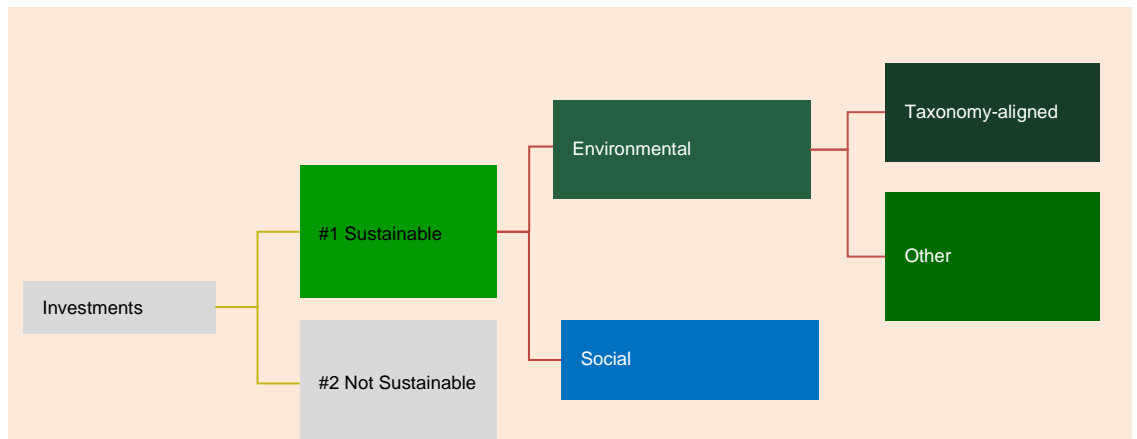 Taxonomy-aligned
Environmental
#1 Sustainable
Other
Investments
Social
#2 Not Sustainable